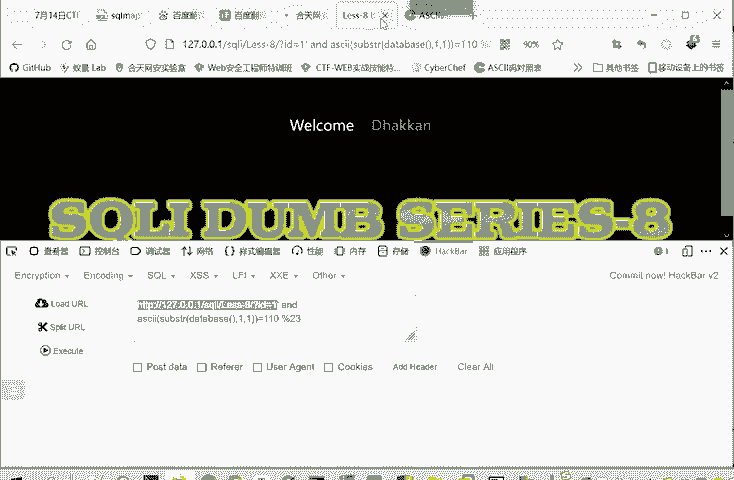 7月14日CTI sqlmap 百度翻 百度翻 合天网 Less-8 ASCII
127.0.0.1/sqli/Less-8/?id=1' and ascii(substr(database(),1,1))=110 % 90%
GitHub 蚁景 Lab 合天网安实验室 Web安全工程师特训班 CTF-WEB实战技能特... CyberChef ASCII码对照表 其他书签 移动设备上的书签
Welcome Dhakkan
SQLI DUMB SERIES-8
查看器 控制台 调试器 网络 样式编辑器 性能 内存 存储 HackBar 应用程序 1
Encryption Encoding SQL XSS LFI XXE Other Commit now! HackBar v2
Load URL
Split URL
Execute
http://127.0.0.1/sqli/Less-8/?id=1' and
ascii(substr(database(),1,1))=110 %23
Post data Referer User Agent Cookies Add Header Clear All